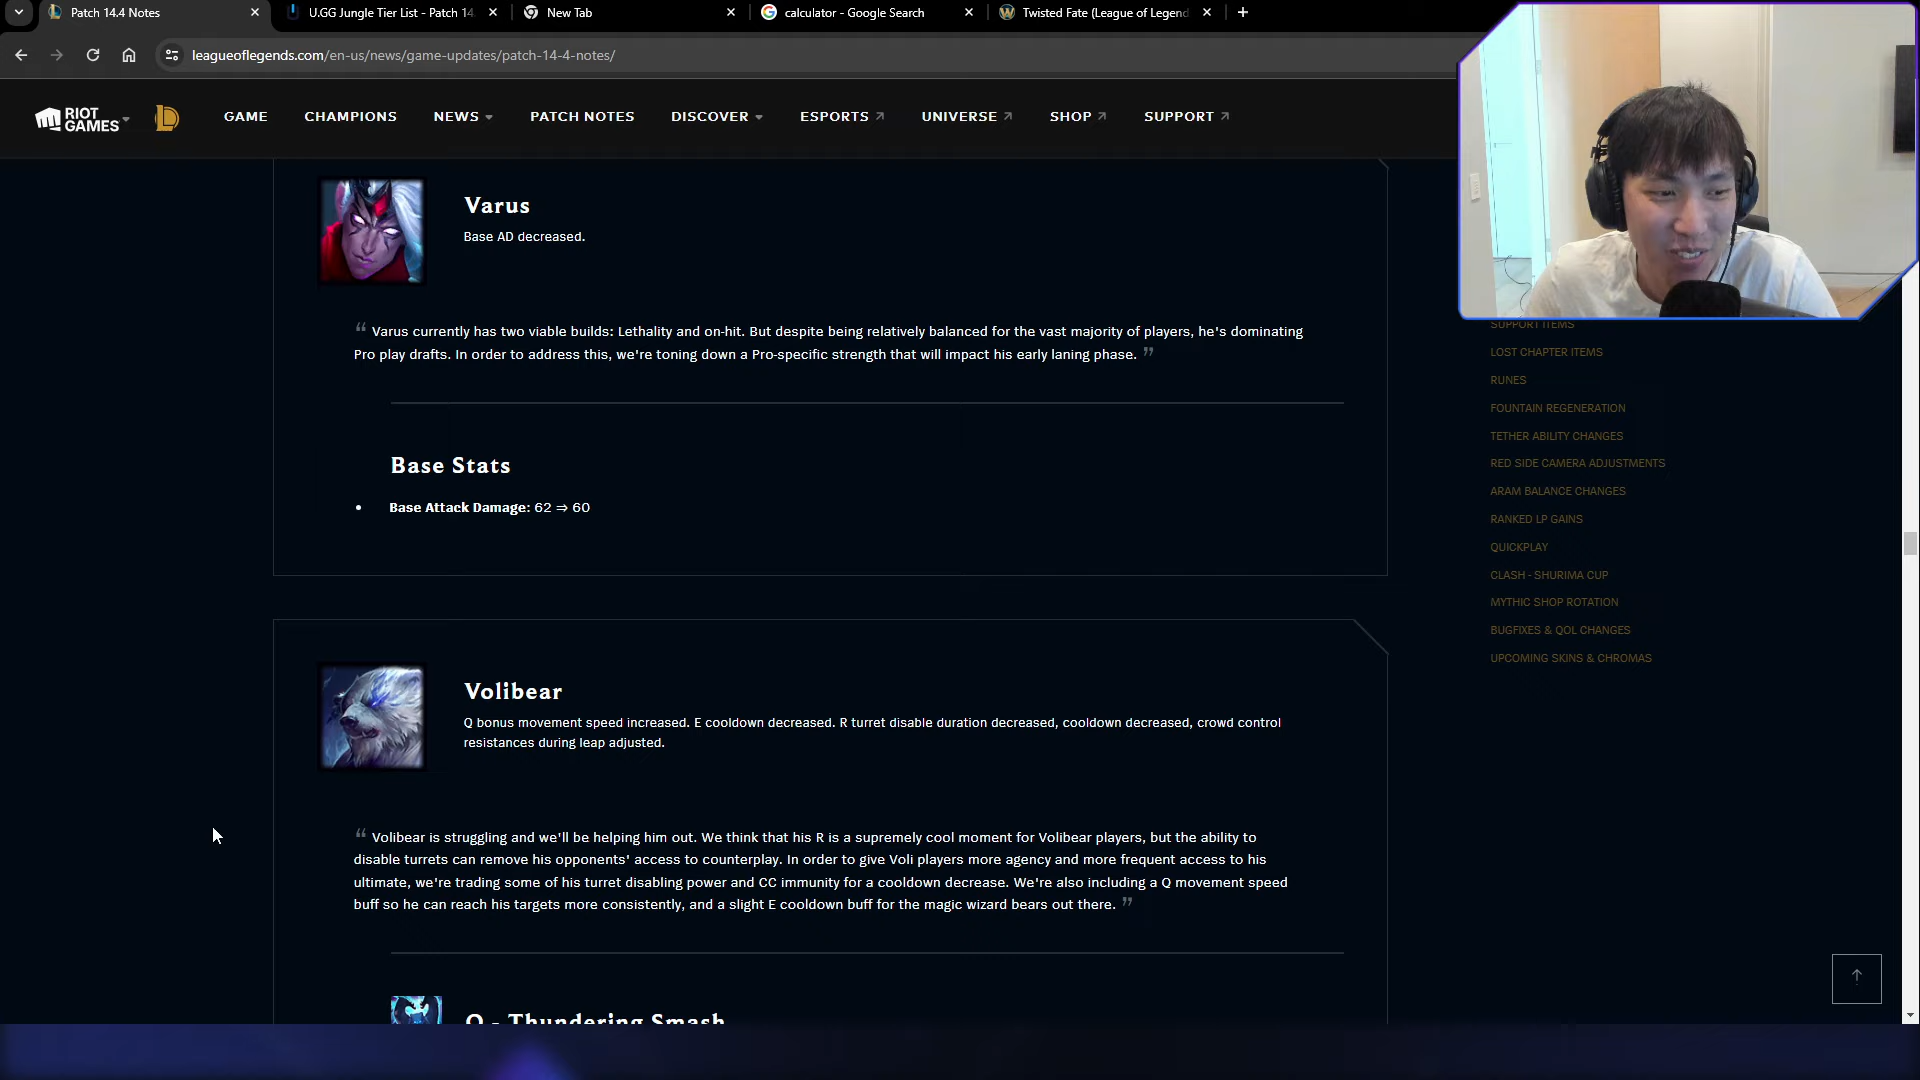 Patch 14.4 Notes
U.GG Jungle Tier List - Patch 14
New Tab
calculator - Google Search
Twisted Fate (League of Legend
leagueoflegends.com/en-us/news/game-updates/patch-14-4-notes/
RIOT GAMES
GAME
CHAMPIONS
NEWS
PATCH NOTES
DISCOVER
ESPORTS
UNIVERSE
SHOP
SUPPORT
Varus
Base AD decreased.
“ Varus currently has two viable builds: Lethality and on-hit. But despite being relatively balanced for the vast majority of players, he's dominating
Pro play drafts. In order to address this, we're toning down a Pro-specific strength that will impact his early laning phase. ”
Base Stats
• Base Attack Damage: 62 ⇒ 60
Volibear
Q bonus movement speed increased. E cooldown decreased. R turret disable duration decreased, cooldown decreased, crowd control
resistances during leap adjusted.
“ Volibear is struggling and we'll be helping him out. We think that his R is a supremely cool moment for Volibear players, but the ability to
disable turrets can remove his opponents' access to counterplay. In order to give Voli players more agency and more frequent access to his
ultimate, we're trading some of his turret disabling power and CC immunity for a cooldown decrease. We're also including a Q movement speed
buff so he can reach his targets more consistently, and a slight E cooldown buff for the magic wizard bears out there. ”
Q - Thundering Smash
SUPPORT ITEMS
LOST CHAPTER ITEMS
RUNES
FOUNTAIN REGENERATION
TETHER ABILITY CHANGES
RED SIDE CAMERA ADJUSTMENTS
ARAM BALANCE CHANGES
RANKED LP GAINS
QUICKPLAY
CLASH - SHURIMA CUP
MYTHIC SHOP ROTATION
BUGFIXES & QOL CHANGES
UPCOMING SKINS & CHROMAS